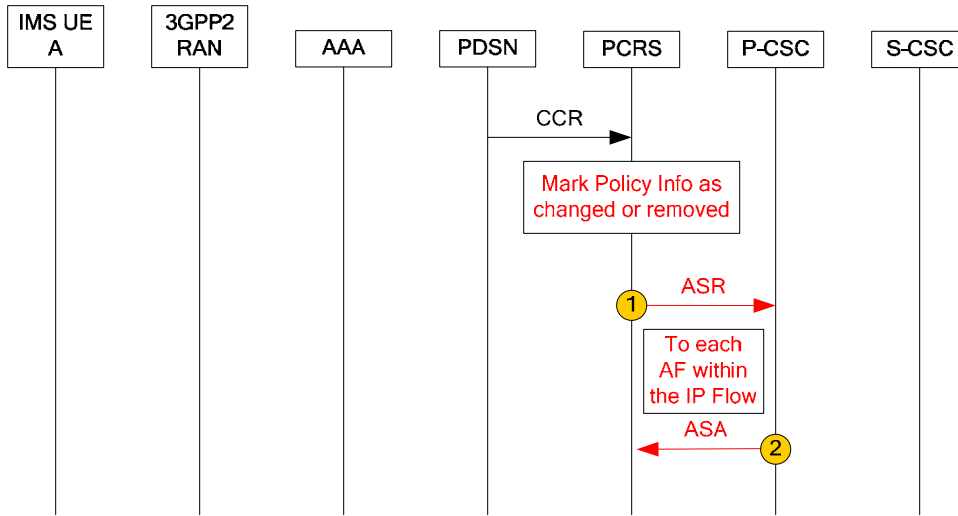 IMS UE
A
3GPP2
RAN
AAA
PDSN
PCRS
P-CSC
S-CSC
CCR
Mark Policy Info as
changed or removed
1
ASR
To each
AF within
the IP Flow
ASA
2